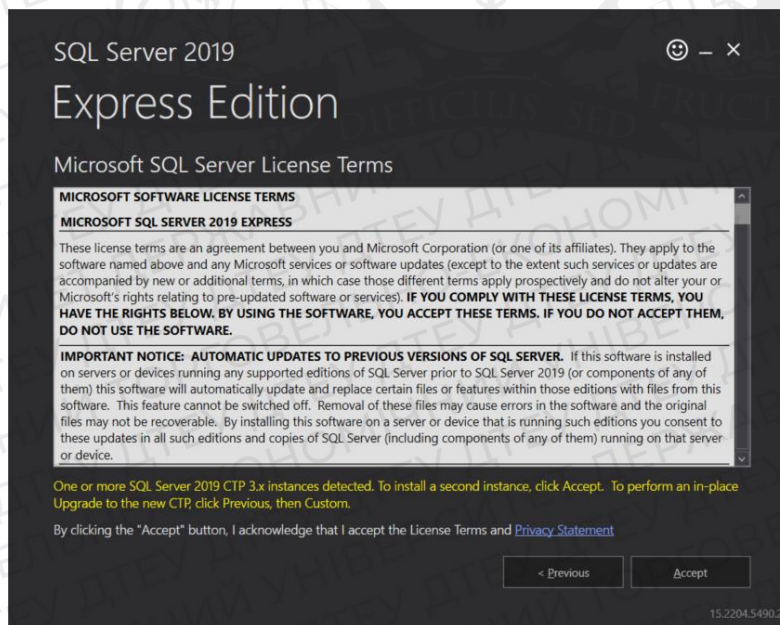 SQL Server 2019
Express Edition
Microsoft SQL Server License Terms
MICROSOFT SOFTWARE LICENSE TERMS
MICROSOFT SQL SERVER 2019 EXPRESS
These license terms are an agreement between you and Microsoft Corporation (or one of its affiliates). They apply to the
software named above and any Microsoft services or software updates (except to the extent such services or updates are
accompanied by new or additional terms, in which case those different terms apply prospectively and do not alter your or
Microsoft's rights relating to pre-updated software or services). IF YOU COMPLY WITH THESE LICENSE TERMS, YOU
HAVE THE RIGHTS BELOW. BY USING THE SOFTWARE, YOU ACCEPT THESE TERMS. IF YOU DO NOT ACCEPT THEM,
DO NOT USE THE SOFTWARE.
IMPORTANT NOTICE: AUTOMATIC UPDATES TO PREVIOUS VERSIONS OF SQL SERVER. If this software is installed
on servers or devices running any supported editions of SQL Server prior to SQL Server 2019 (or components of any of
them) this software will automatically update and replace certain files or features within those editions with files from this
software. This feature cannot be switched off. Removal of these files may cause errors in the software and the original
files may not be recoverable. By installing this software on a server or device that is running such editions you consent to
these updates in all such editions and copies of SQL Server (including components of any of them) running on that server
or device.
One or more SQL Server 2019 CTP 3.x instances detected. To install a second instance, click Accept. To perform an in-place
Upgrade to the new CTP, click Previous, then Custom.
By clicking the "Accept" button, I acknowledge that I accept the License Terms and Privacy Statement
< Previous
Accept
15.2204.5490.2